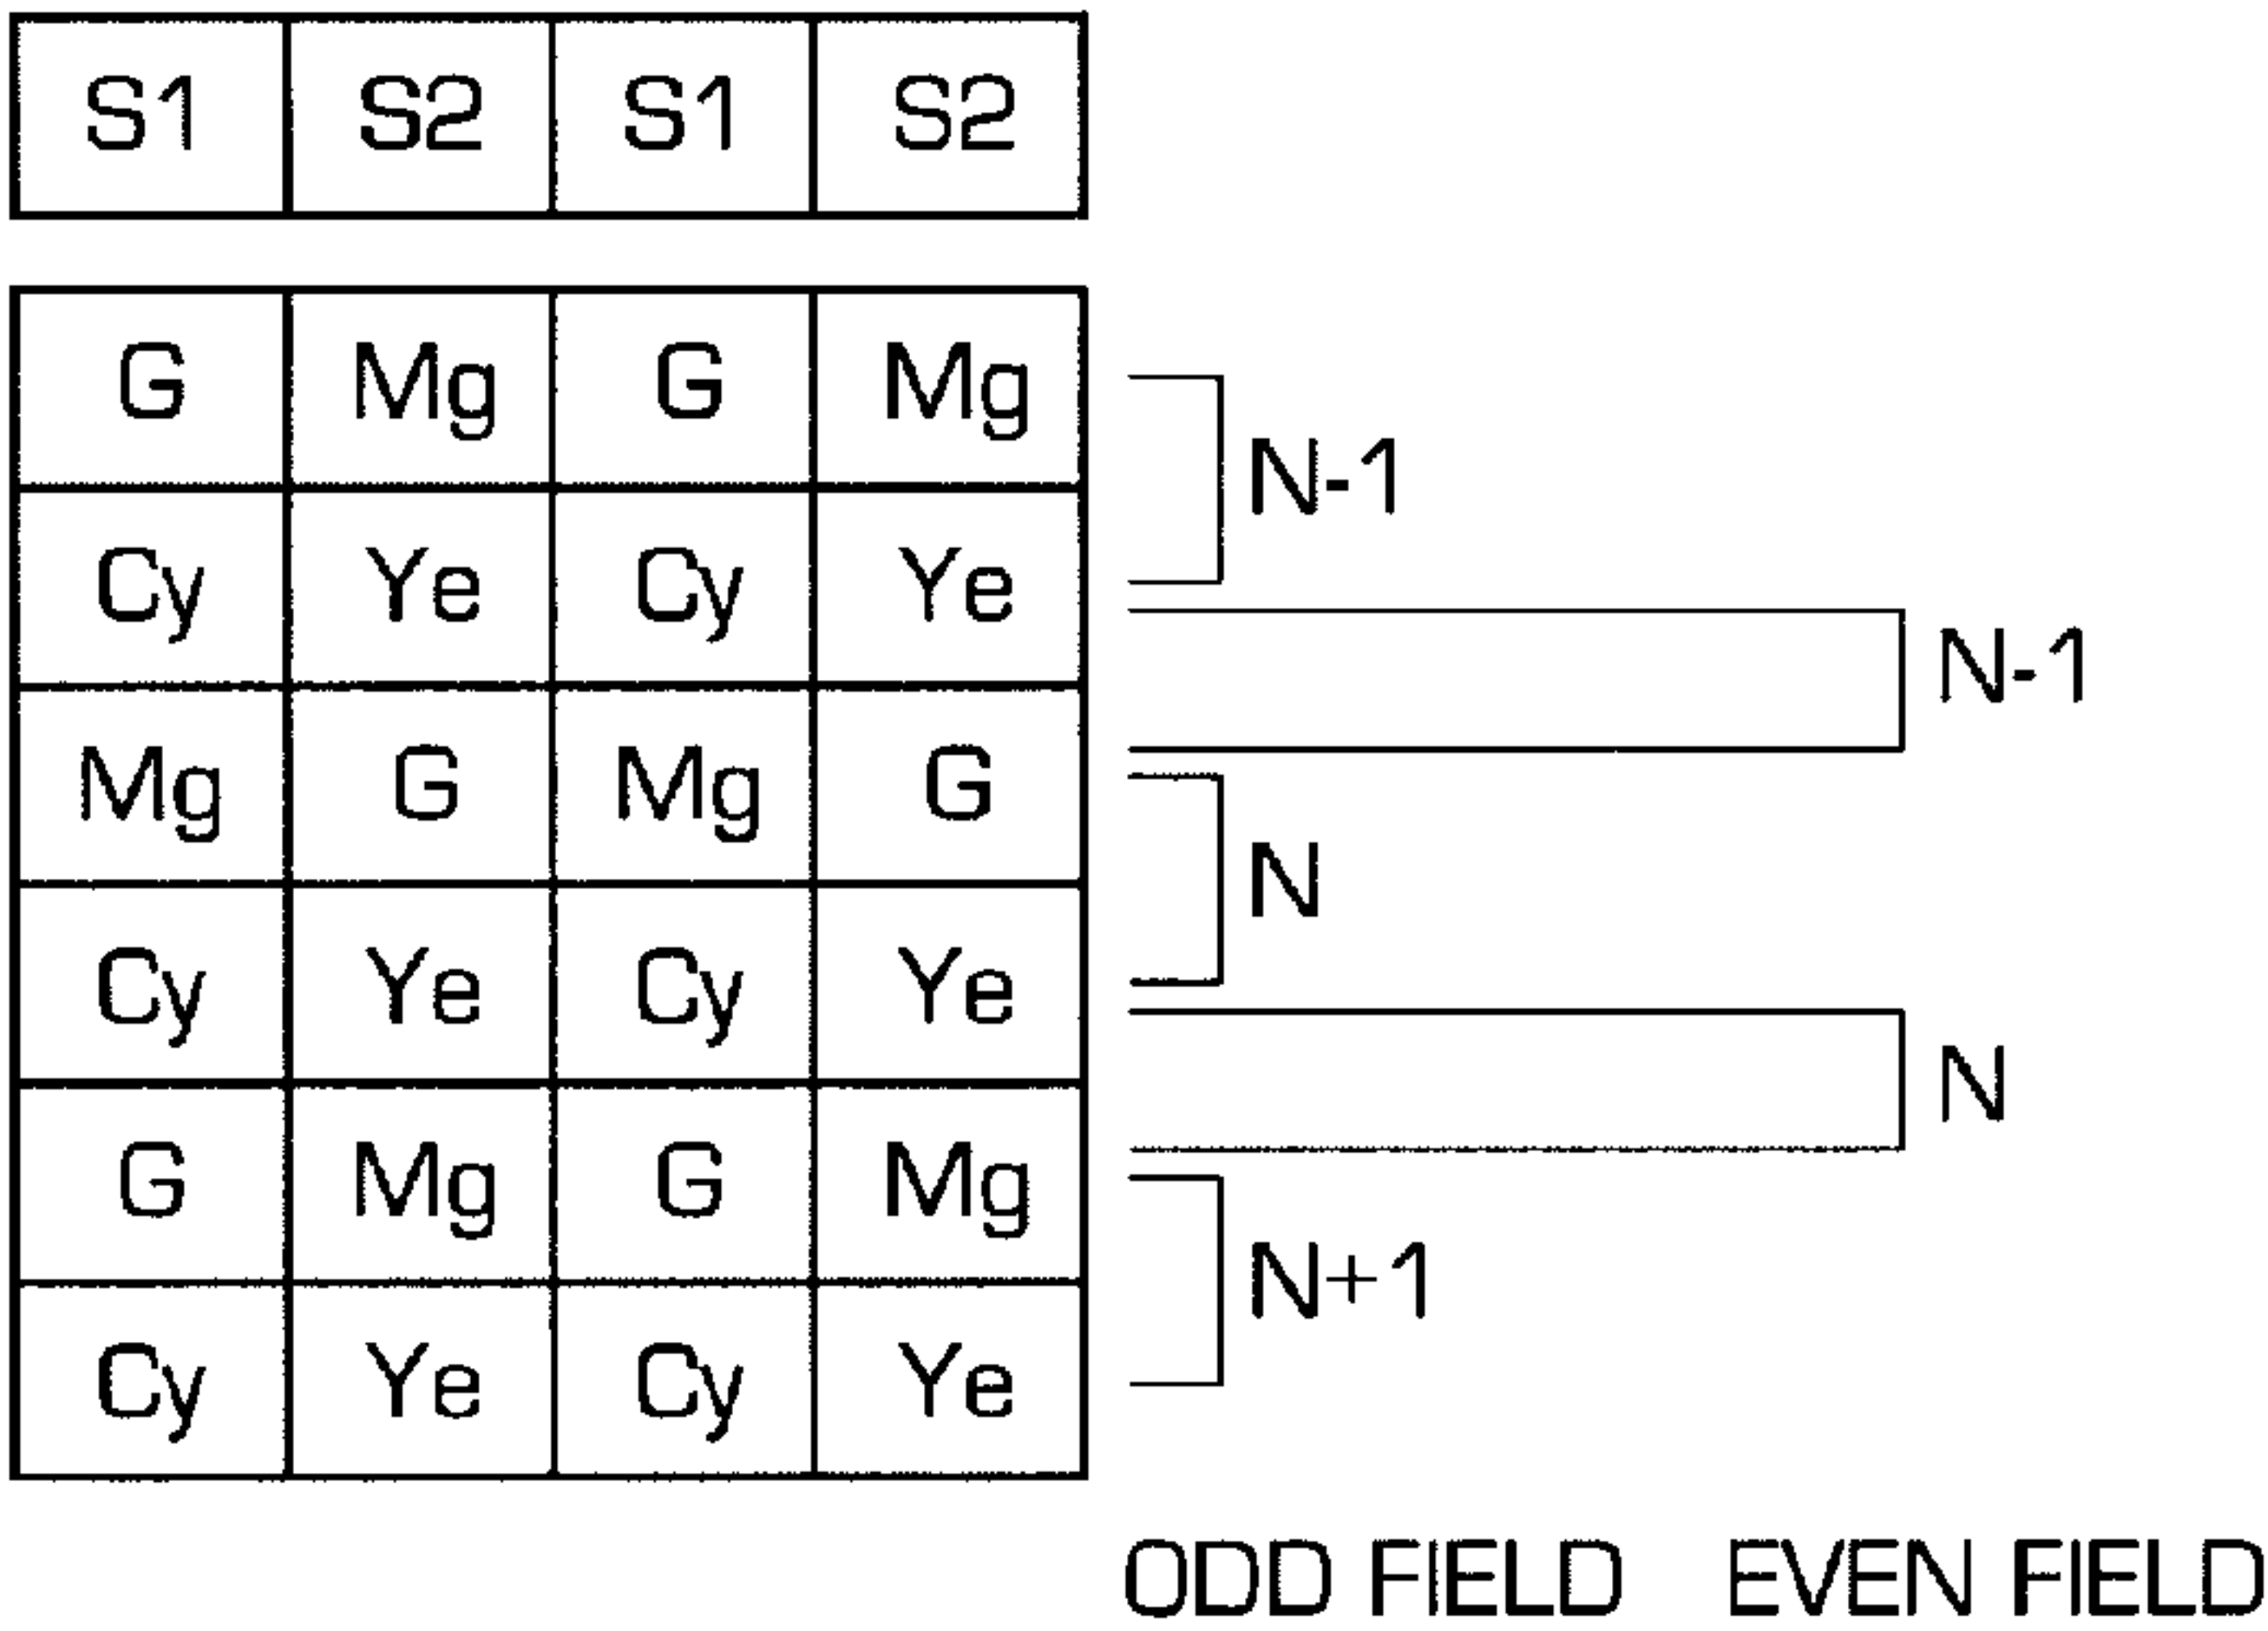 S1 S2 S1 S2
G Mg G Mg
N-1
Cy Ye Cy Ye
N-1
Mg G Mg G
N
Cy Ye Cy Ye
N
G Mg G Mg
N+1
Cy Ye Cy Ye
ODD FIELD EVEN FIELD